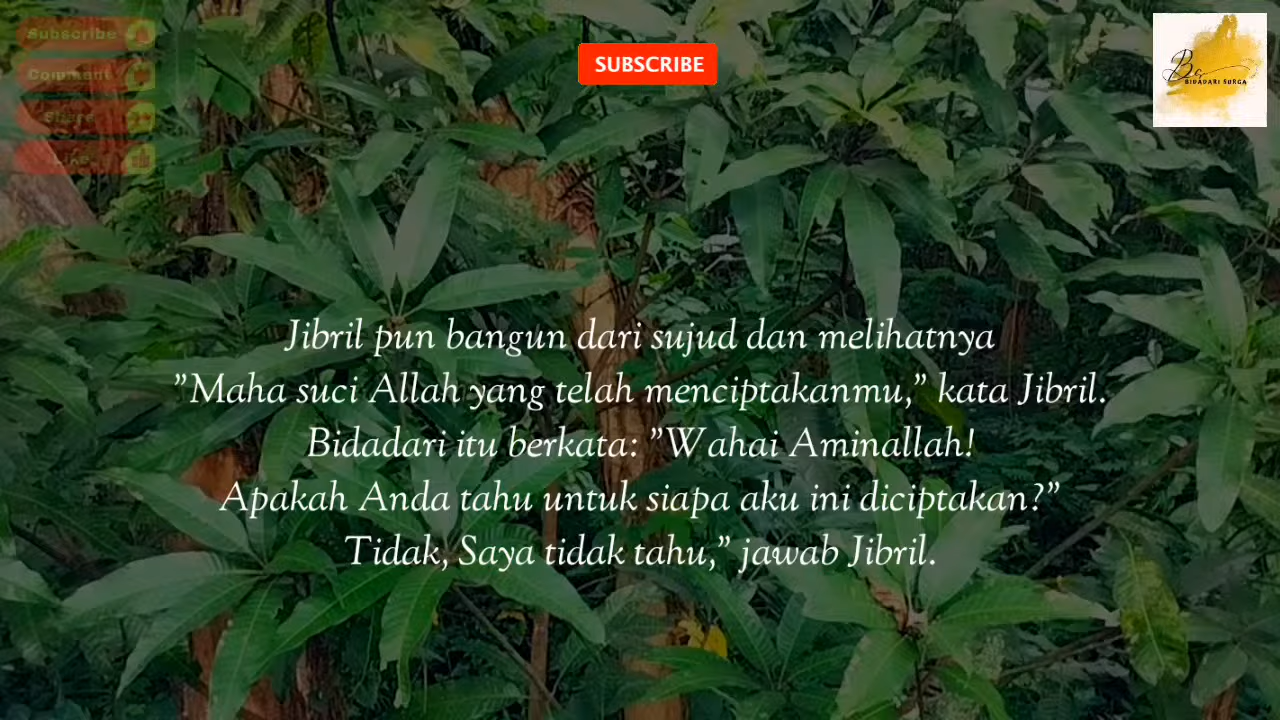 Subscribe
Comment
Share
Like
SUBSCRIBE
Bs
BIDADARI SURGA
Jibril pun bangun dari sujud dan melihatnya
”Maha suci Allah yang telah menciptakanmu,” kata Jibril.
Bidadari itu berkata: ”Wahai Aminallah!
Apakah Anda tahu untuk siapa aku ini diciptakan?”
Tidak, Saya tidak tahu,” jawab Jibril.